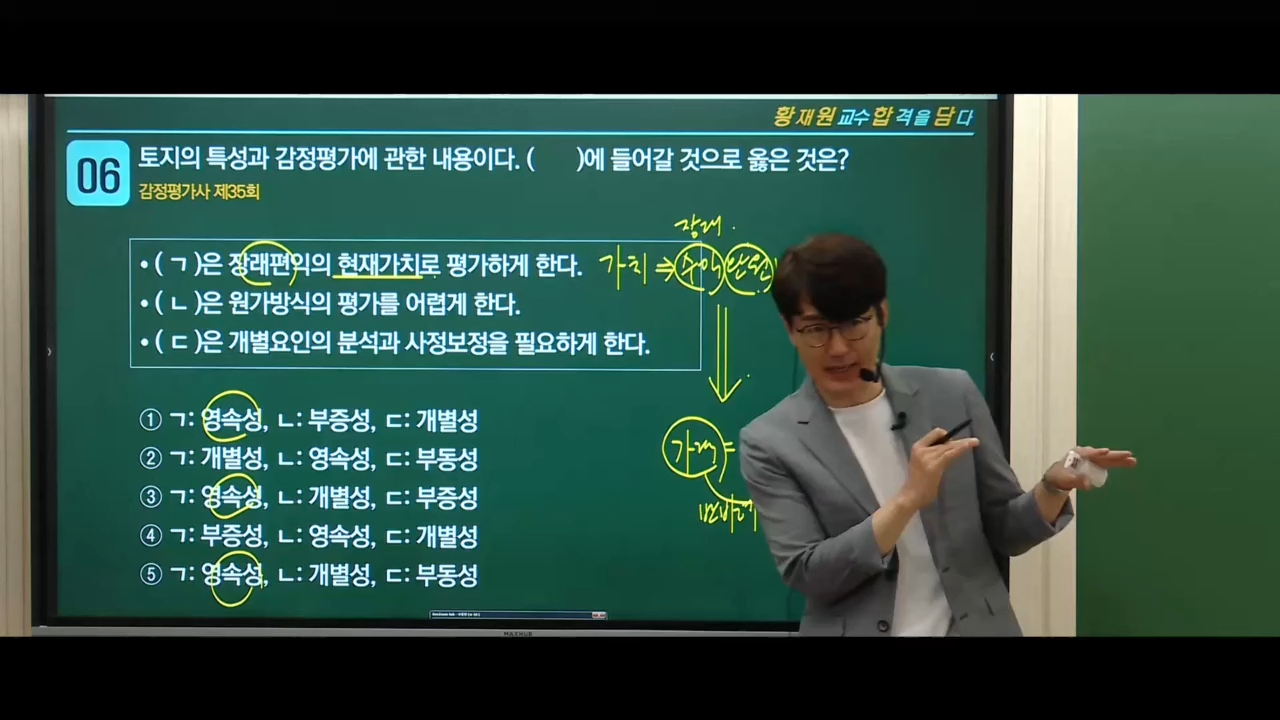 황재원 교수 합격을 담다
06
토지의 특성과 감정평가에 관한 내용이다. ( )에 들어갈 것으로 옳은 것은?
감정평가사 제35회
장래
• ( ㄱ )은 장래편익의 현재가치로 평가하게 한다.
가치 ⇒
• ( ㄴ )은 원가방식의 평가를 어렵게 한다.
• ( ㄷ )은 개별요인의 분석과 사정보정을 필요하게 한다.
① ㄱ: 영속성, ㄴ: 부증성, ㄷ: 개별성
② ㄱ: 개별성, ㄴ: 영속성, ㄷ: 부동성
가격 =
③ ㄱ: 영속성, ㄴ: 개별성, ㄷ: 부증성
④ ㄱ: 부증성, ㄴ: 영속성, ㄷ: 개별성
⑤ ㄱ: 영속성, ㄴ: 개별성, ㄷ: 부동성
MAXHUB